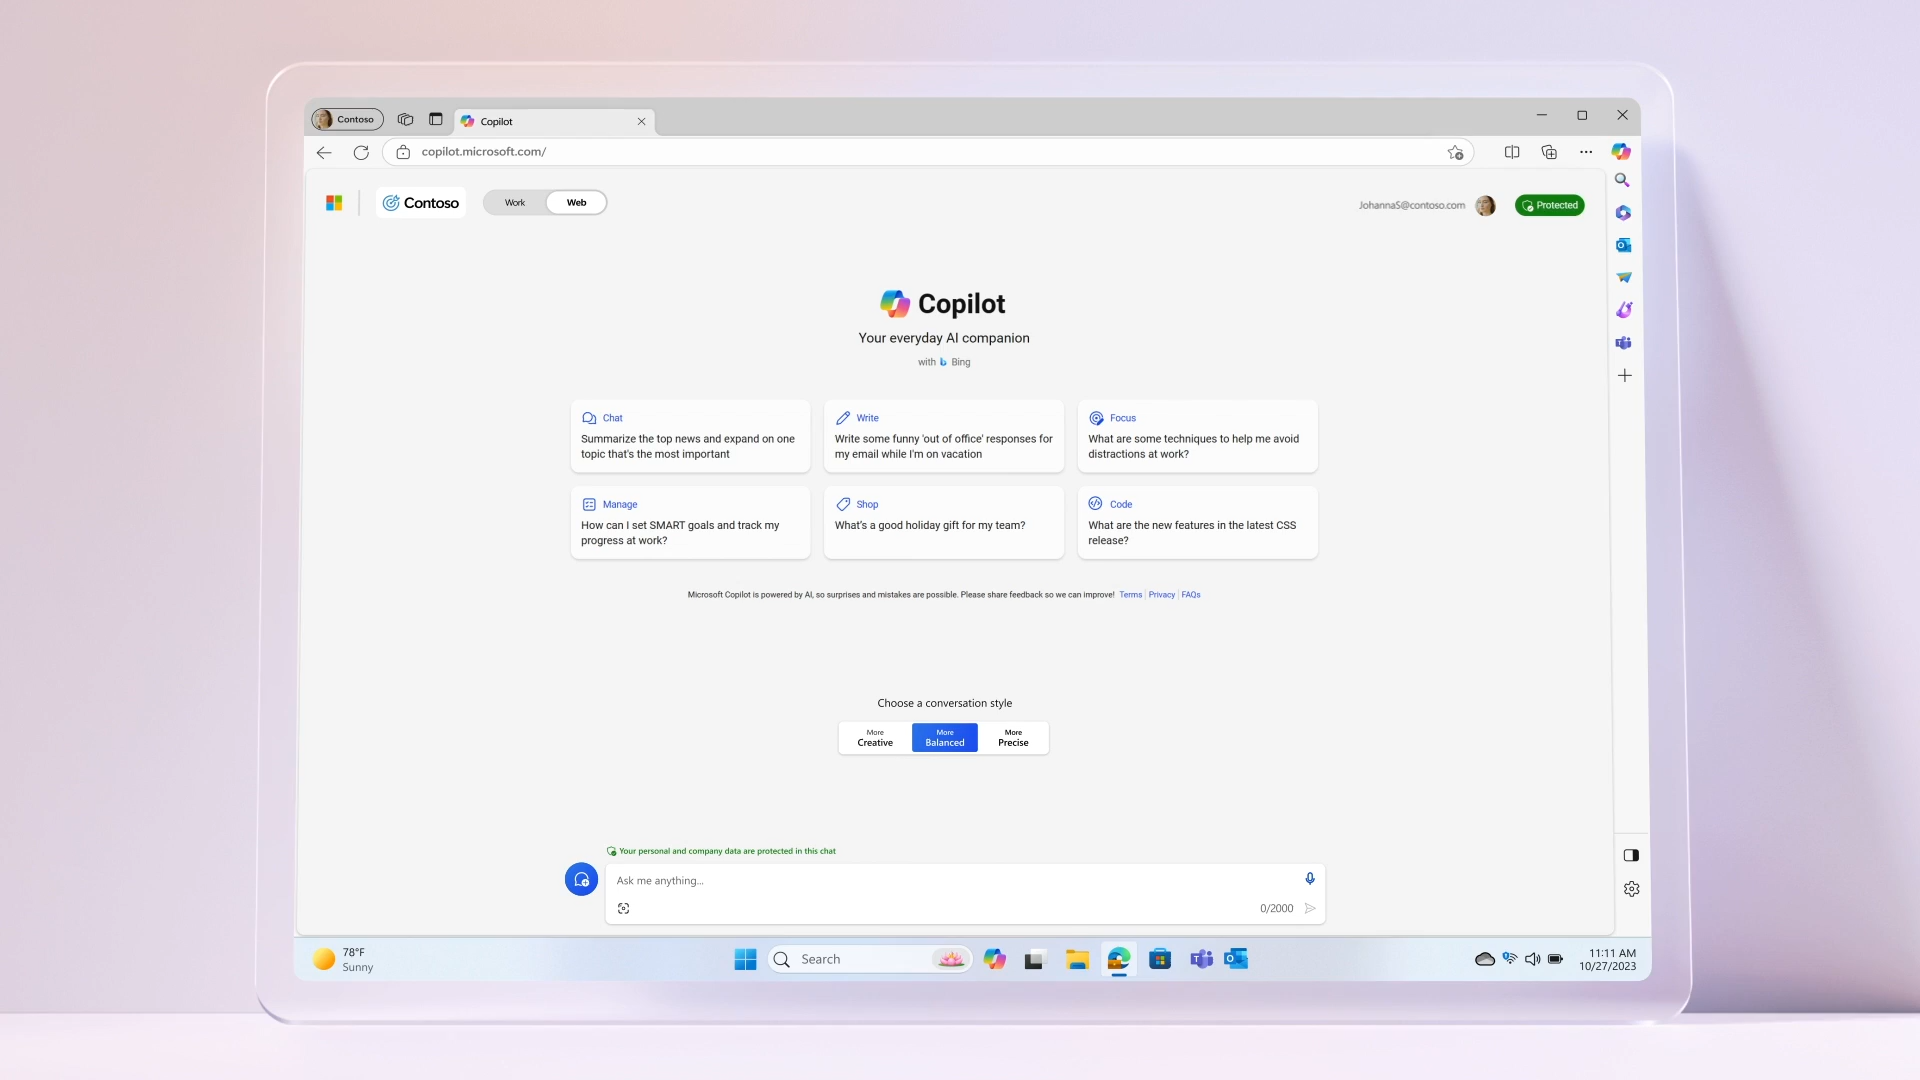 Contoso
Copilot
copilot.microsoft.com/
Contoso
Work
Web
JohannaS@contoso.com
Protected
Copilot
Your everyday AI companion
with Bing
Chat
Summarize the top news and expand on one
topic that's the most important
Write
Write some funny 'out of office' responses for
my email while I'm on vacation
Focus
What are some techniques to help me avoid
distractions at work?
Manage
How can I set SMART goals and track my
progress at work?
Shop
What's a good holiday gift for my team?
Code
What are the new features in the latest CSS
release?
Microsoft Copilot is powered by AI, so surprises and mistakes are possible. Please share feedback so we can improve! Terms | Privacy | FAQs
Choose a conversation style
More
Creative
More
Balanced
More
Precise
Your personal and company data are protected in this chat
Ask me anything...
0/2000
78°F
Sunny
Search
11:11 AM
10/27/2023